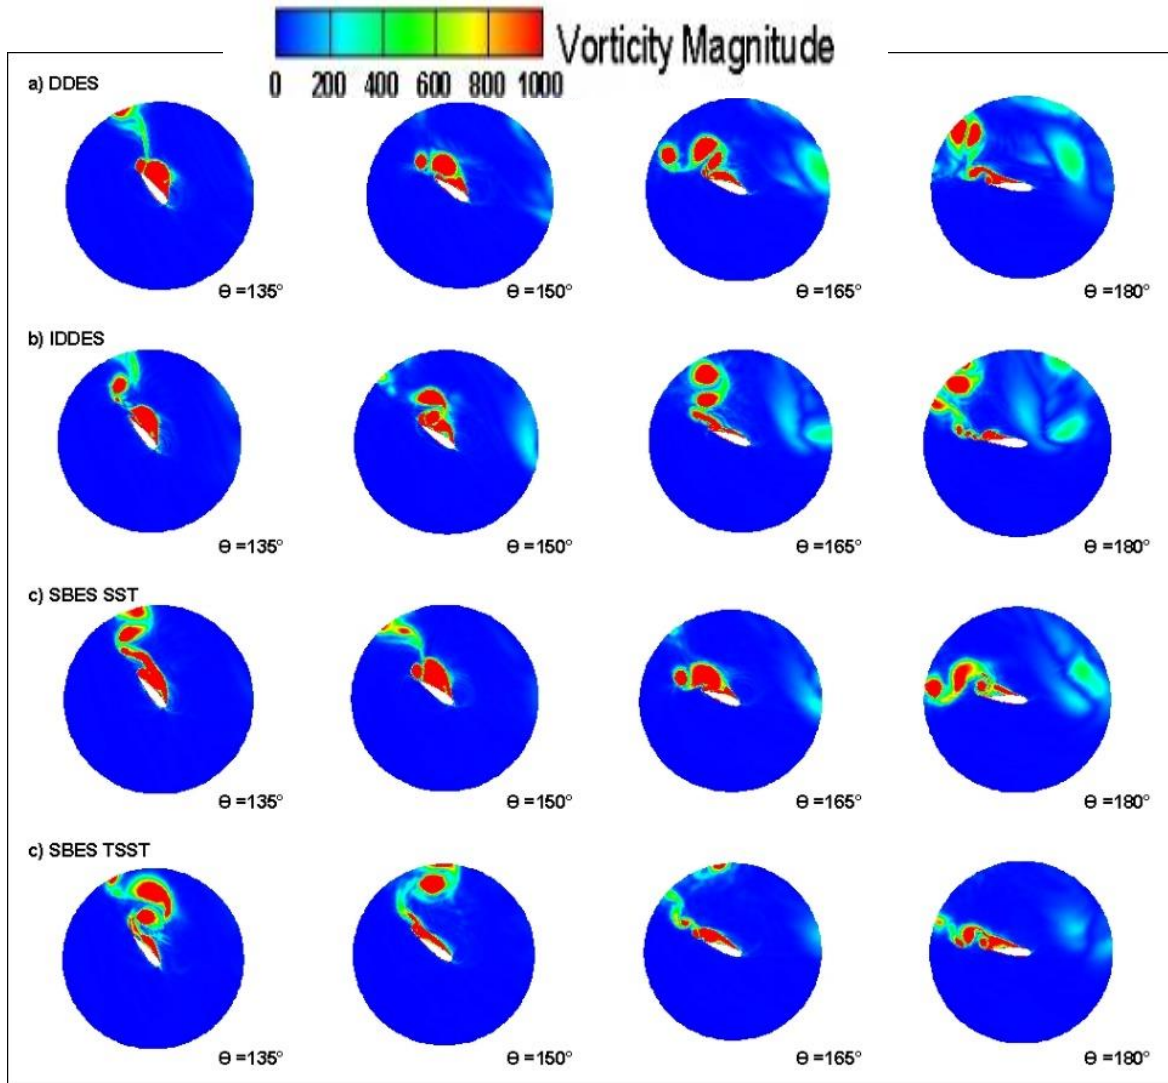 Vorticity Magnitude
0 200 400 600 800 1000
a) DDES
Θ =135° Θ =150° Θ =165° Θ =180°
b) IDDES
Θ =135° Θ =150° Θ =165° Θ =180°
c) SBES SST
Θ =135° Θ =150° Θ =165° Θ =180°
c) SBES TSST
Θ =135° Θ =150° Θ =165° Θ =180°